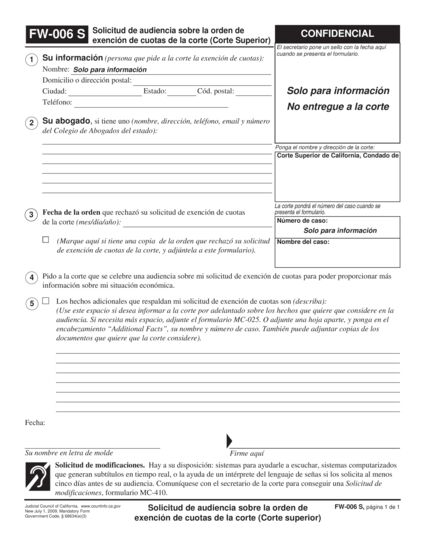 FW-006 S
Solicitud de audiencia sobre la orden de
exención de cuotas de la corte (Corte Superior)
CONFIDENCIAL
El secretario pone un sello con la fecha aquí
cuando se presenta el formulario.
Solo para información
No entregue a la corte
1 Su información (persona que pide a la corte la exención de cuotas):
Nombre: Solo para información
Domicilio o dirección postal:
Ciudad: Estado: Cód. postal:
Teléfono:
2 Su abogado, si tiene uno (nombre, dirección, teléfono, email y número
del Colegio de Abogados del estado):
Ponga el nombre y dirección de la corte:
Corte Superior de California, Condado de
La corte pondrá el número del caso cuando se
presenta el formulario.
Número de caso:
Solo para información
Nombre del caso:
3 Fecha de la orden que rechazó su solicitud de exención de cuotas
de la corte (mes/día/año):
(Marque aquí si tiene una copia de la orden que rechazó su solicitud
de exención de cuotas de la corte, y adjúntela a este formulario).
4 Pido a la corte que se celebre una audiencia sobre mi solicitud de exención de cuotas para poder proporcionar más
información sobre mi situación económica.
5 Los hechos adicionales que respaldan mi solicitud de exención de cuotas son (describa):
(Use este espacio si desea informar a la corte por adelantado sobre los hechos que quiere que considere en la
audiencia. Si necesita más espacio, adjunte el formulario MC-025. O adjunte una hoja aparte, y ponga en el
encabezamiento “Additional Facts”, su nombre y número de caso. También puede adjuntar copias de los
documentos que quiere que la corte considere).
Fecha:
Su nombre en letra de molde
Firme aquí
Solicitud de modificaciones. Hay a su disposición: sistemas para ayudarle a escuchar, sistemas computarizados
que generan subtítulos en tiempo real, o la ayuda de un intérprete del lenguaje de señas si los solicita al menos
cinco días antes de su audiencia. Comuníquese con el secretario de la corte para conseguir una Solicitud de
modificaciones, formulario MC-410.
Judicial Council of California, www.courtinfo.ca.gov
New July 1, 2009, Mandatory Form
Government Code, § 68634(e)(3)
Solicitud de audiencia sobre la orden de
exención de cuotas de la corte (Corte superior)
FW-006 S, página 1 de 1